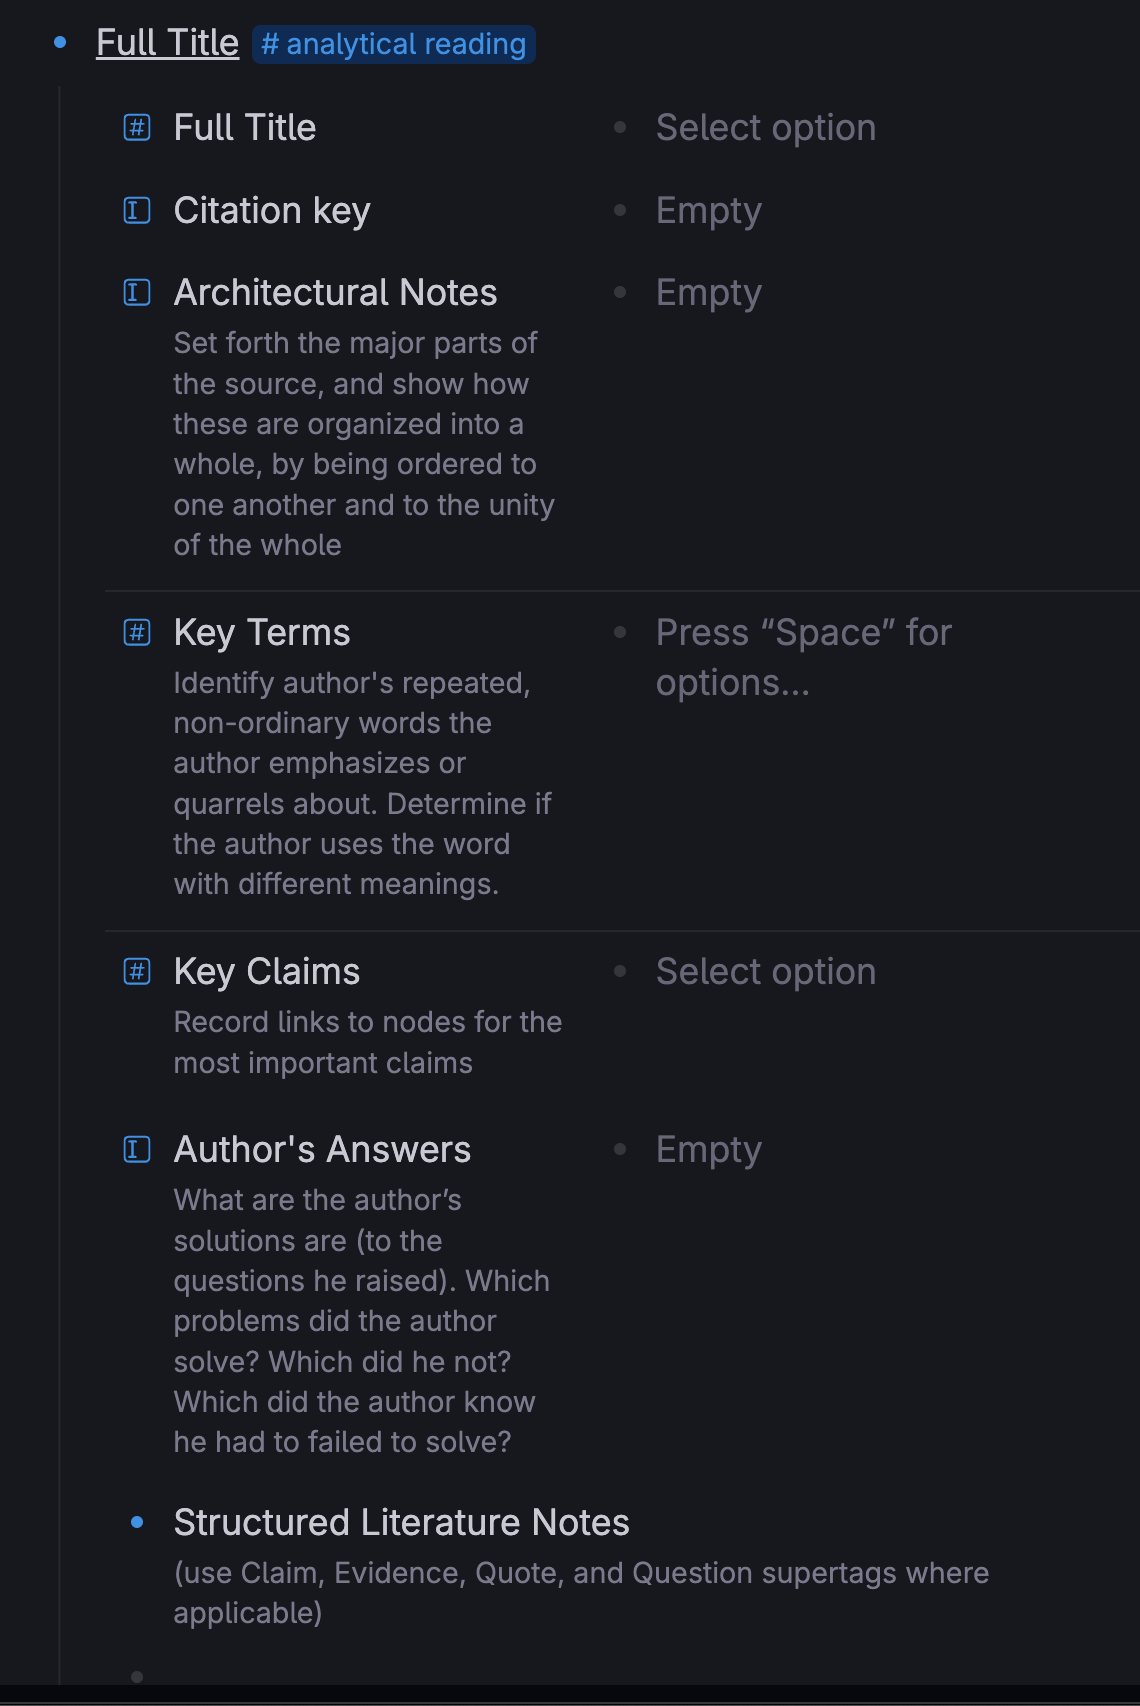 Full Title # analytical reading
Full Title Select option
Citation key Empty
Architectural Notes Empty
Set forth the major parts of
the source, and show how
these are organized into a
whole, by being ordered to
one another and to the unity
of the whole
Key Terms Press “Space” for
options...
Identify author's repeated,
non-ordinary words the
author emphasizes or
quarrels about. Determine if
the author uses the word
with different meanings.
Key Claims Select option
Record links to nodes for the
most important claims
Author's Answers Empty
What are the author’s
solutions are (to the
questions he raised). Which
problems did the author
solve? Which did he not?
Which did the author know
he had to failed to solve?
Structured Literature Notes
(use Claim, Evidence, Quote, and Question supertags where
applicable)